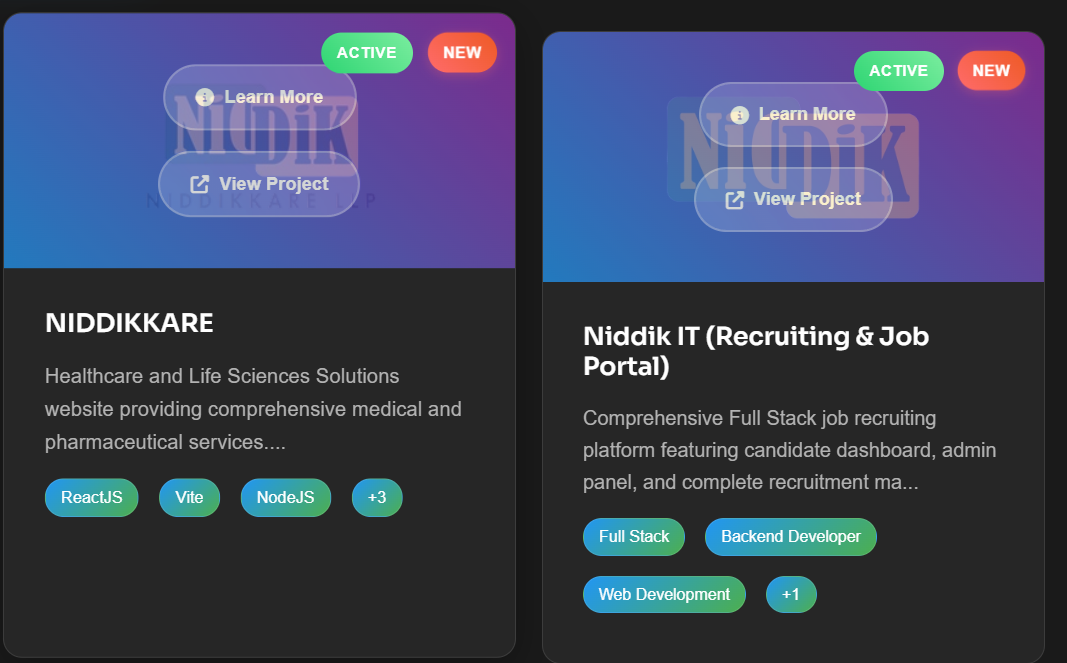 ACTIVE
NEW
Learn More
NiDDiK
View Project
NIDDIKKARE LLP
NIDDIKKARE
Healthcare and Life Sciences Solutions
website providing comprehensive medical and
pharmaceutical services....
ReactJS
Vite
NodeJS
+3
ACTIVE
NEW
Learn More
NiDDiK
View Project
Niddik IT (Recruiting & Job
Portal)
Comprehensive Full Stack job recruiting
platform featuring candidate dashboard, admin
panel, and complete recruitment ma...
Full Stack
Backend Developer
Web Development
+1